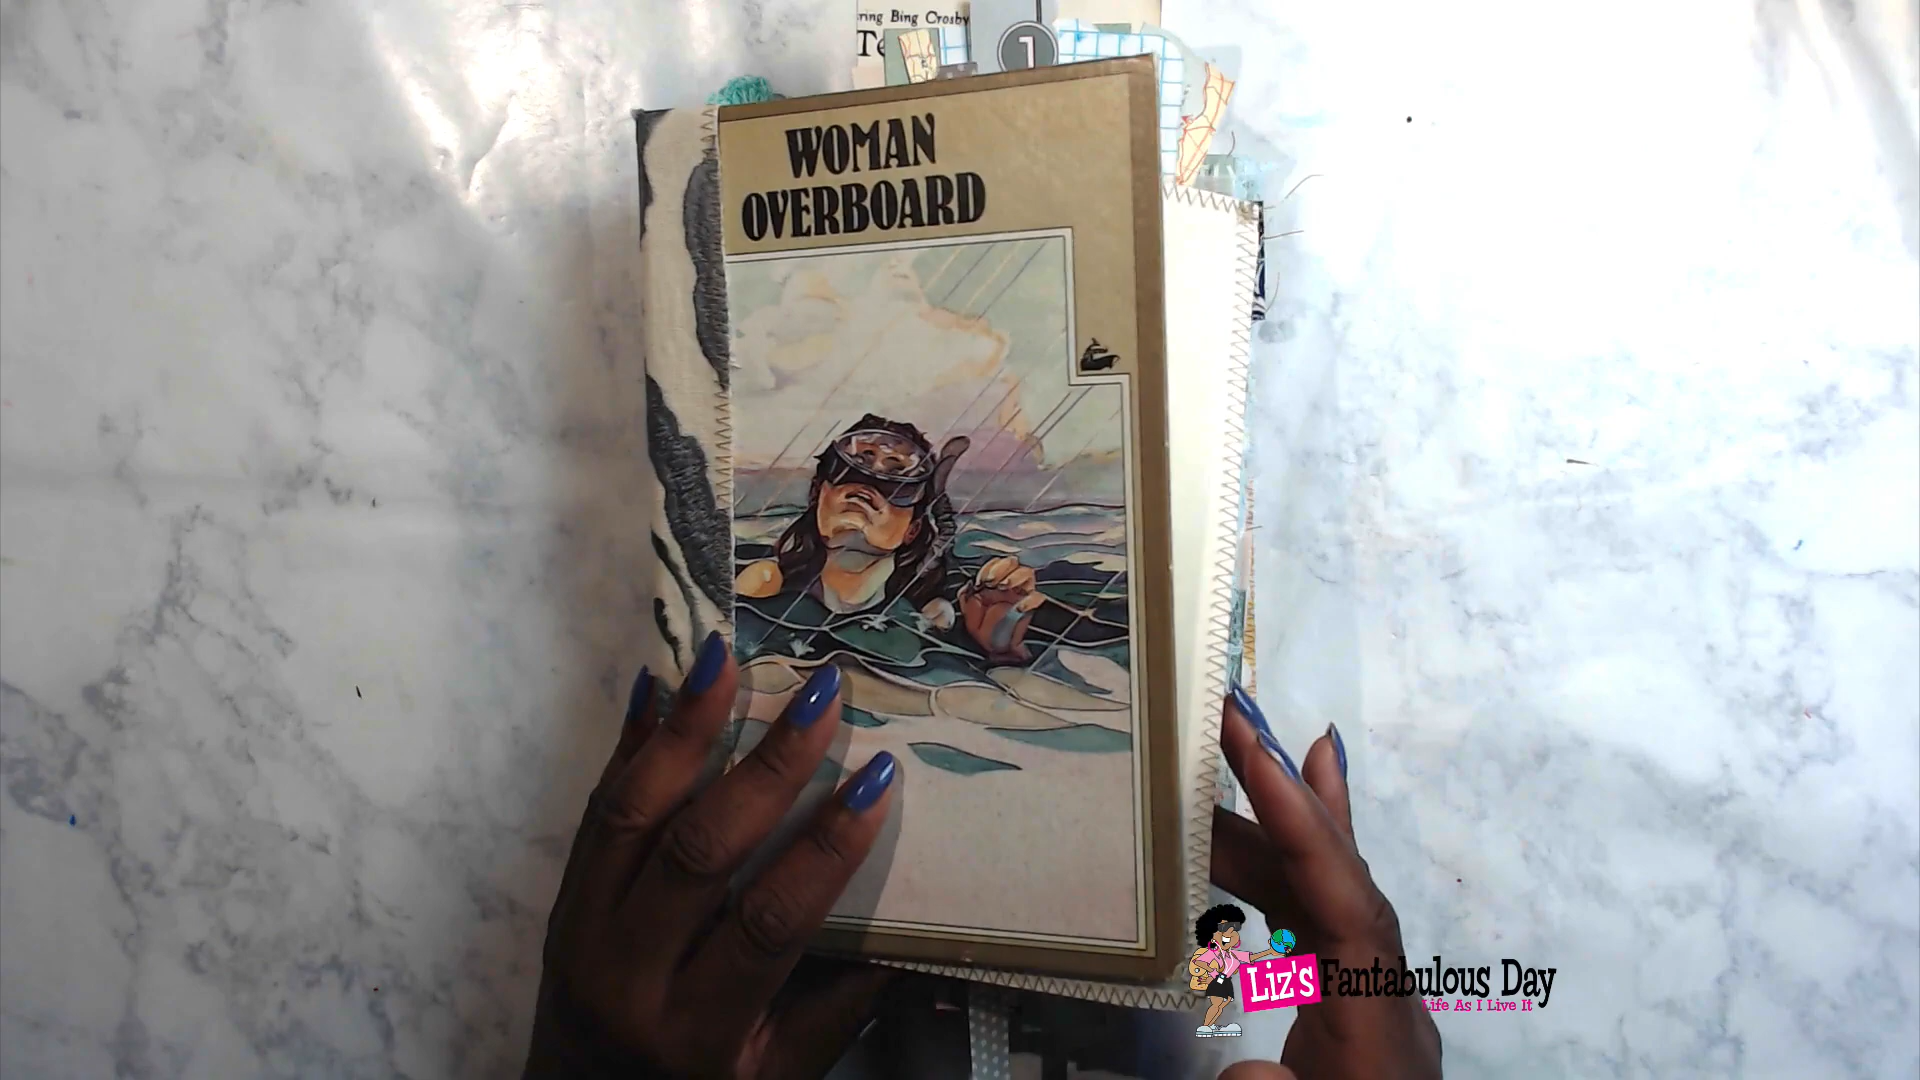 ring Bing Crosby
Te
1
WOMAN
OVERBOARD
Liz's Fantabulous Day
Life As I Live It